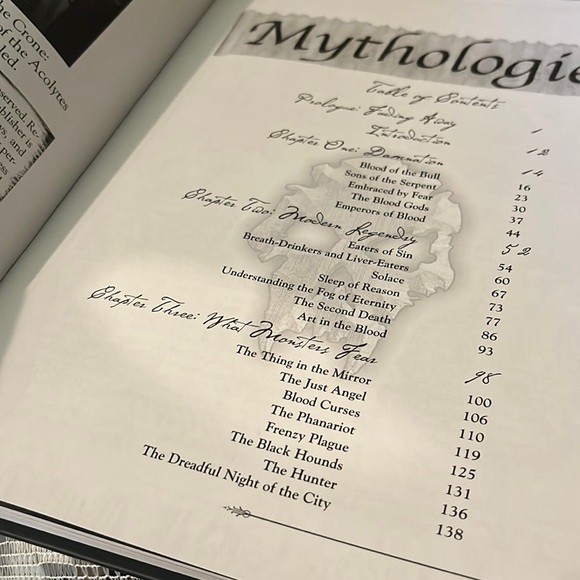 he Crone:
of the Acolytes
led.
eserved. Re-
ublisher is
ws, and
per-
Mythologie
Table of Contents
Prologue: Fading Away 1
Introduction 12
Chapter One: Damnation 14
Blood of the Bull 16
Sons of the Serpent 23
Embraced by Fear 30
The Blood Gods 37
Emperors of Blood 44
Chapter Two: Modern Legendry 52
Eaters of Sin 54
Breath-Drinkers and Liver-Eaters 60
Solace 67
Sleep of Reason 73
Understanding the Fog of Eternity 77
The Second Death 86
Art in the Blood 93
Chapter Three: What Monsters Fear 98
The Thing in the Mirror 100
The Just Angel 106
Blood Curses 110
The Phanariot 119
Frenzy Plague 125
The Black Hounds 131
The Hunter 136
The Dreadful Night of the City 138